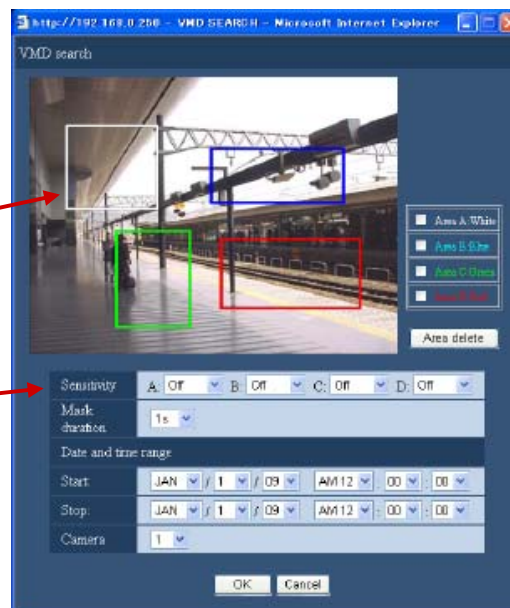 http://192.168.0.250 - VMD SEARCH - Microsoft Internet Explorer
VMD search
Area A White
Area B Blue
Area C Green
Area delete
Sensitivity A: Off B: Off C: Off D: Off
Mask duration 1s
Date and time range
Start: JAN / 1 / 09 AM12 : 00 : 00
Stop: JAN / 1 / 09 AM12 : 00 : 00
Camera 1
OK Cancel